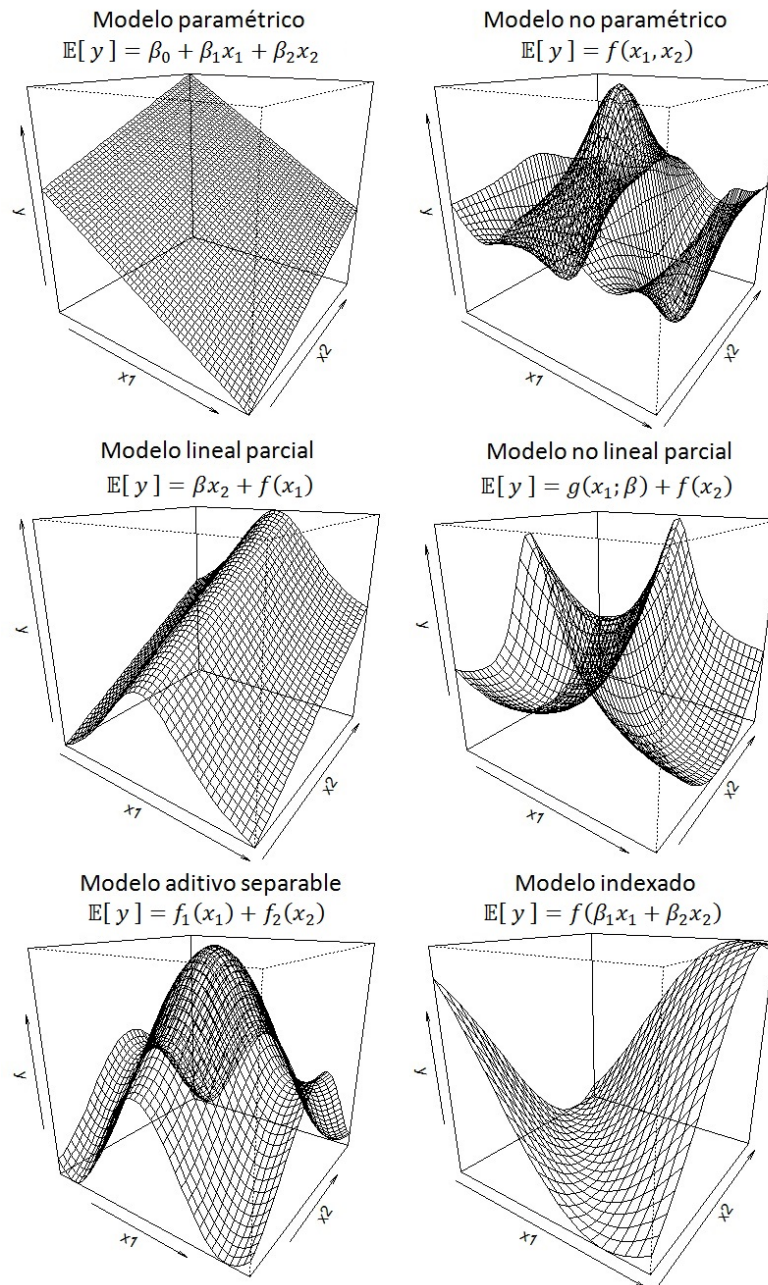 Modelo paramétrico
𝔼[ y ] = β₀ + β₁x₁ + β₂x₂
y
x1
x2
Modelo no paramétrico
𝔼[ y ] = f(x₁, x₂)
y
x1
x2
Modelo lineal parcial
𝔼[ y ] = βx₂ + f(x₁)
y
x1
x2
Modelo no lineal parcial
𝔼[ y ] = g(x₁; β) + f(x₂)
y
x1
x2
Modelo aditivo separable
𝔼[ y ] = f₁(x₁) + f₂(x₂)
y
x1
x2
Modelo indexado
𝔼[ y ] = f(β₁x₁ + β₂x₂)
y
x1
x2